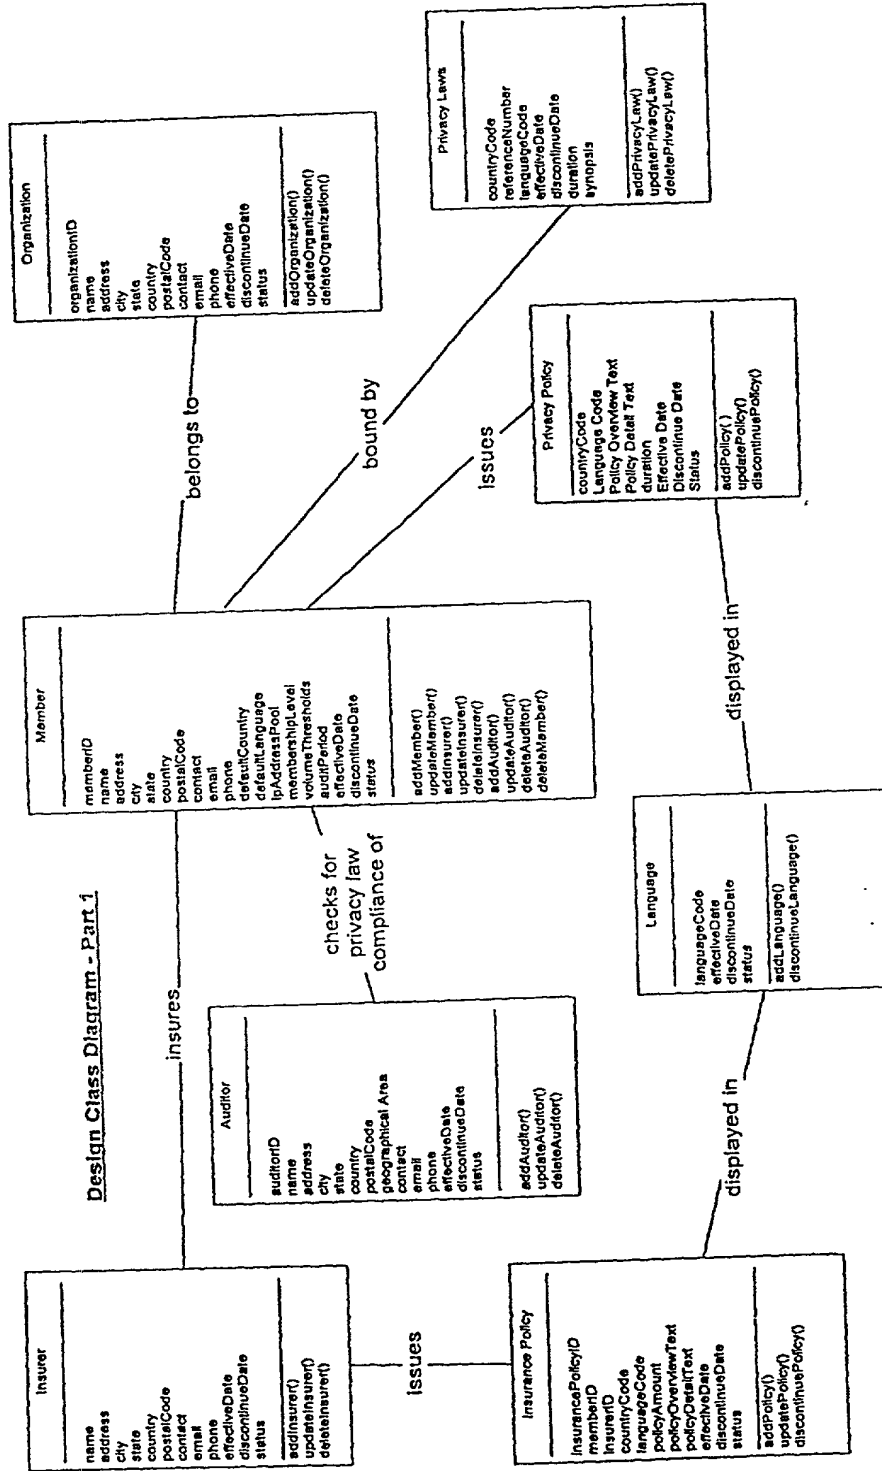 Design Class Diagram - Part 1
Insurer
name
address
city
state
country
postalCode
contact
email
phone
effectiveDate
discontinueDate
status
addInsurer()
updateInsurer()
deleteInsurer()
insures
Member
memberID
name
address
city
state
country
postalCode
contact
email
phone
defaultCountry
defaultLanguage
IpAddressPool
membershipLevel
volumeThresholds
auditPeriod
effectiveDate
discontinueDate
status
addMember()
updateMember()
addInsurer()
updateInsurer()
deleteInsurer()
addAuditor()
updateAuditor()
deleteAuditor()
deleteMember()
belongs to
Organization
organizationID
name
address
city
state
country
postalCode
contact
email
phone
effectiveDate
discontinueDate
status
addOrganization()
updateOrganization()
deleteOrganization()
Auditor
auditorID
name
address
city
state
country
postalCode
geographical Area
contact
email
phone
effectiveDate
discontinueDate
status
addAuditor()
updateAuditor()
deleteAuditor()
checks for
privacy law
compliance of
bound by
issues
Privacy Laws
countryCode
referenceNumber
languageCode
effectiveDate
discontinueDate
duration
synopsis
addPrivacyLaw()
updatePrivacyLaw()
deletePrivacyLaw()
issues
Insurance Policy
InsurancePolicyID
memberID
insurerID
countryCode
languageCode
policyAmount
policyOverviewText
policyDetailText
effectiveDate
discontinueDate
status
addPolicy()
updatePolicy()
discontinuePolicy()
displayed in
Language
languageCode
effectiveDate
discontinueDate
status
addLanguage()
discontinueLanguage()
displayed in
Privacy Policy
countryCode
Language Code
Policy Overview Text
Policy Detail Text
duration
Effective Date
Discontinue Date
Status
addPolicy( )
updatePolicy()
discontinuePolicy()